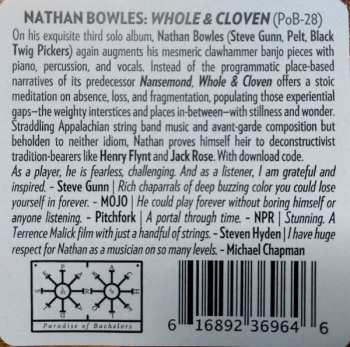 NATHAN BOWLES: WHOLE & CLOVEN (PoB-28)
On his exquisite third solo album, Nathan Bowles (Steve Gunn, Pelt, Black
Twig Pickers) again augments his mesmeric clawhammer banjo pieces with
piano, percussion, and vocals. Instead of the programmatic place-based
narratives of its predecessor Nansemond, Whole & Cloven offers a stoic
meditation on absence, loss, and fragmentation, populating those experiential
gaps—the weighty interstices and places in-between—with stillness and wonder.
Straddling Appalachian string band music and avant-garde composition but
beholden to neither idiom, Nathan proves himself heir to deconstructivist
tradition-bearers like Henry Flynt and Jack Rose. With download code.
As a player, he is fearless, challenging. And as a listener, I am grateful and
inspired. - Steve Gunn | Rich chaparrals of deep buzzing color you could lose
yourself in forever. - MOJO | He could play forever without boring himself or
anyone listening. - Pitchfork | A portal through time. - NPR | Stunning. A
Terrence Malick film with just a handful of strings. - Steven Hyden | I have huge
respect for Nathan as a musician on so many levels. - Michael Chapman
Paradise of Bachelors
6 16892 36964 6